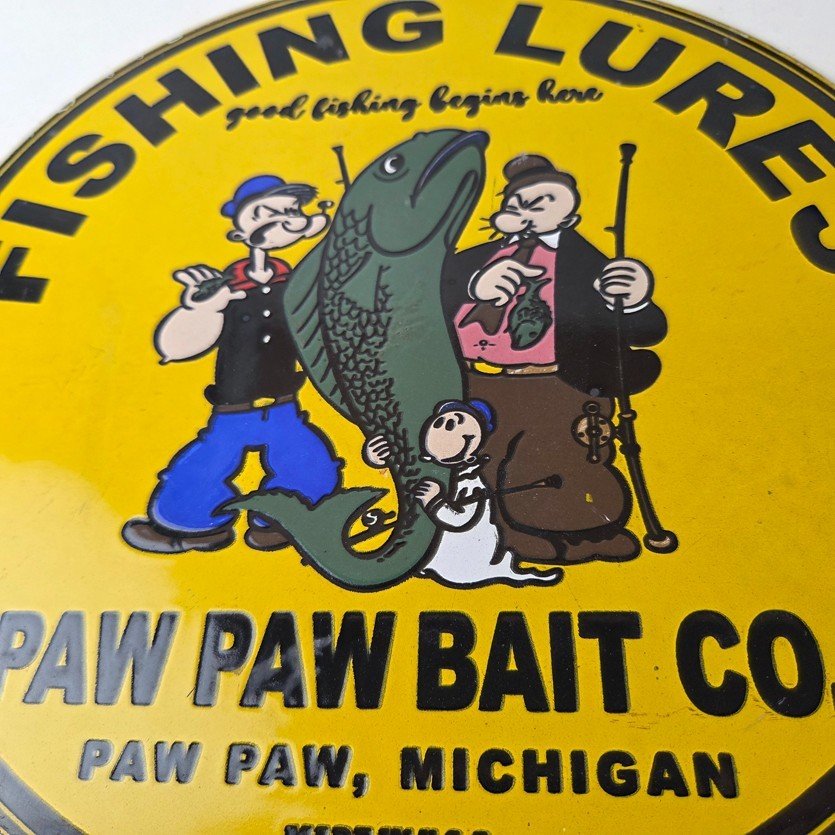 FISHING LURES
good fishing begins here
PAW PAW BAIT CO.
PAW PAW, MICHIGAN